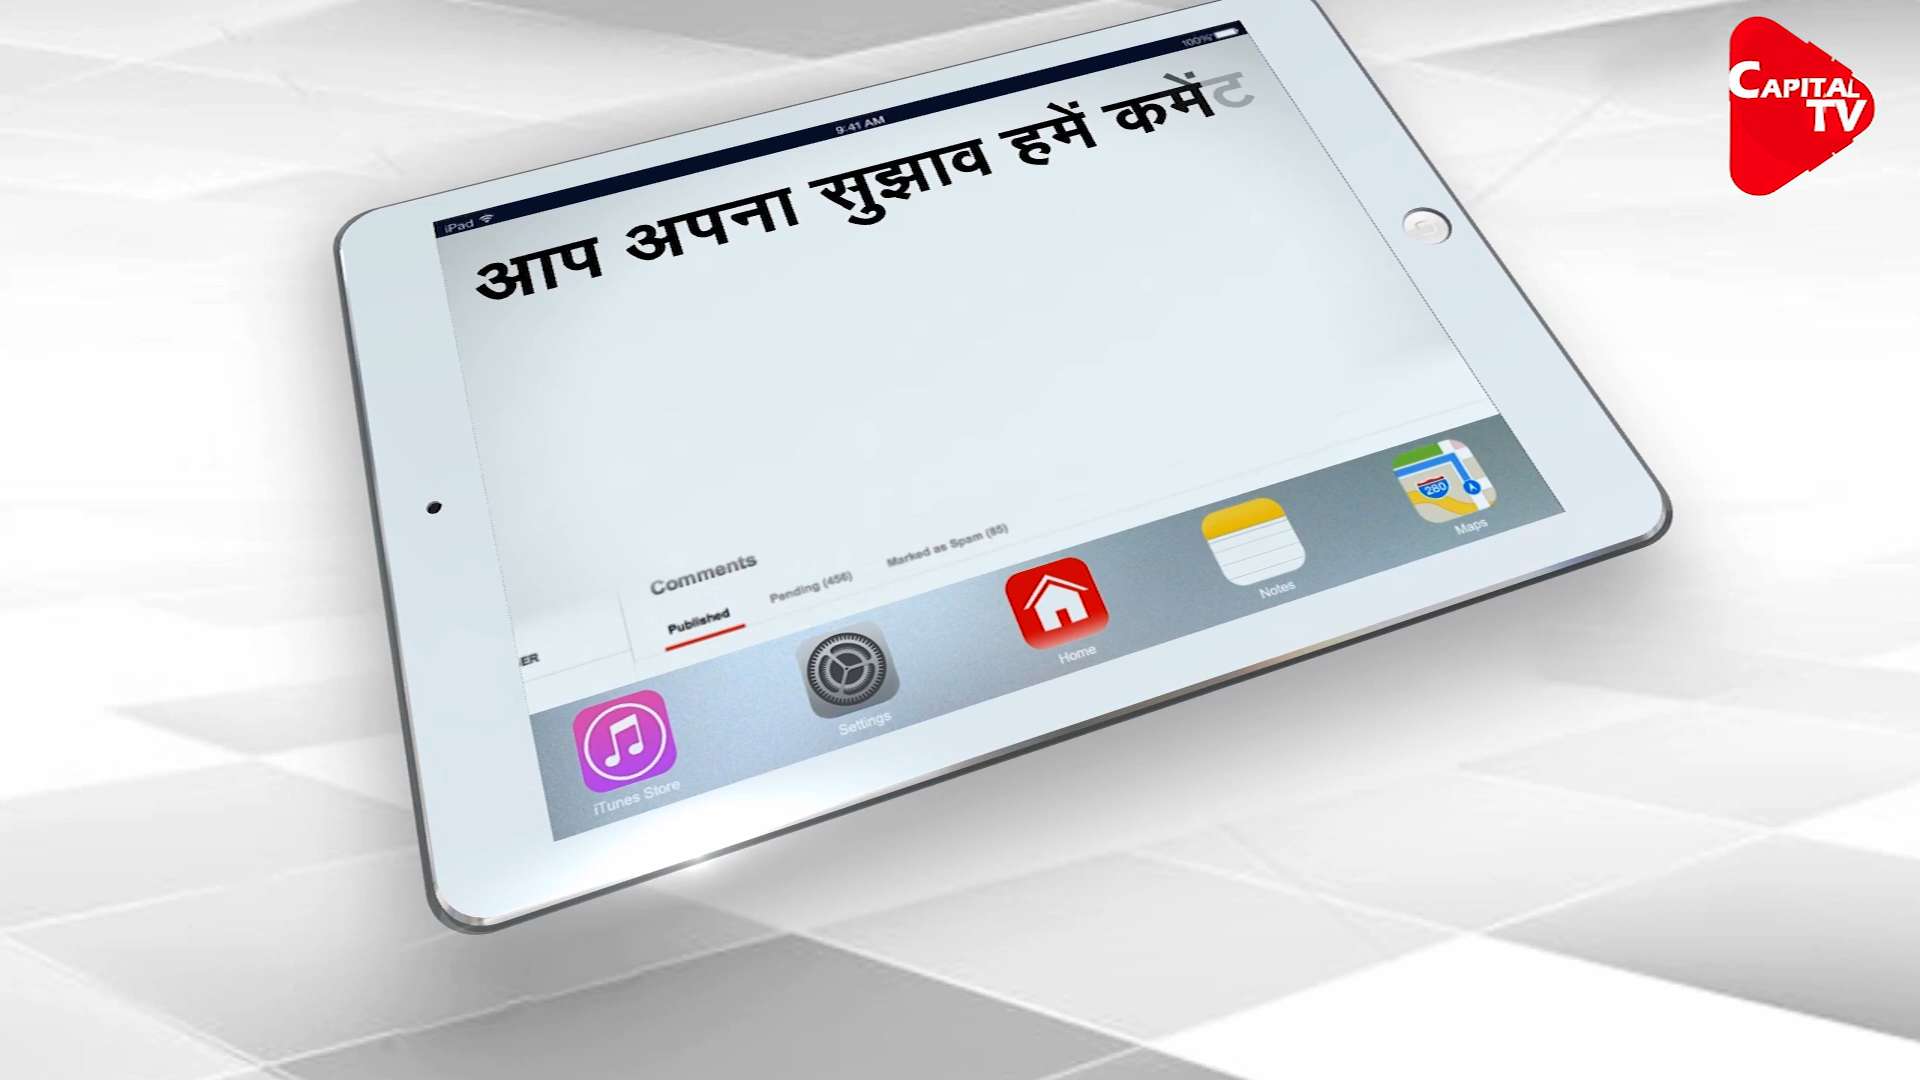 CAPITAL
TV
iPad
9:41 AM
100%
आप अपना सुझाव हमें कमेंट
Comments
Published
Pending (456)
Marked as Spam (85)
ER
280
iTunes Store
Settings
Home
Notes
Maps